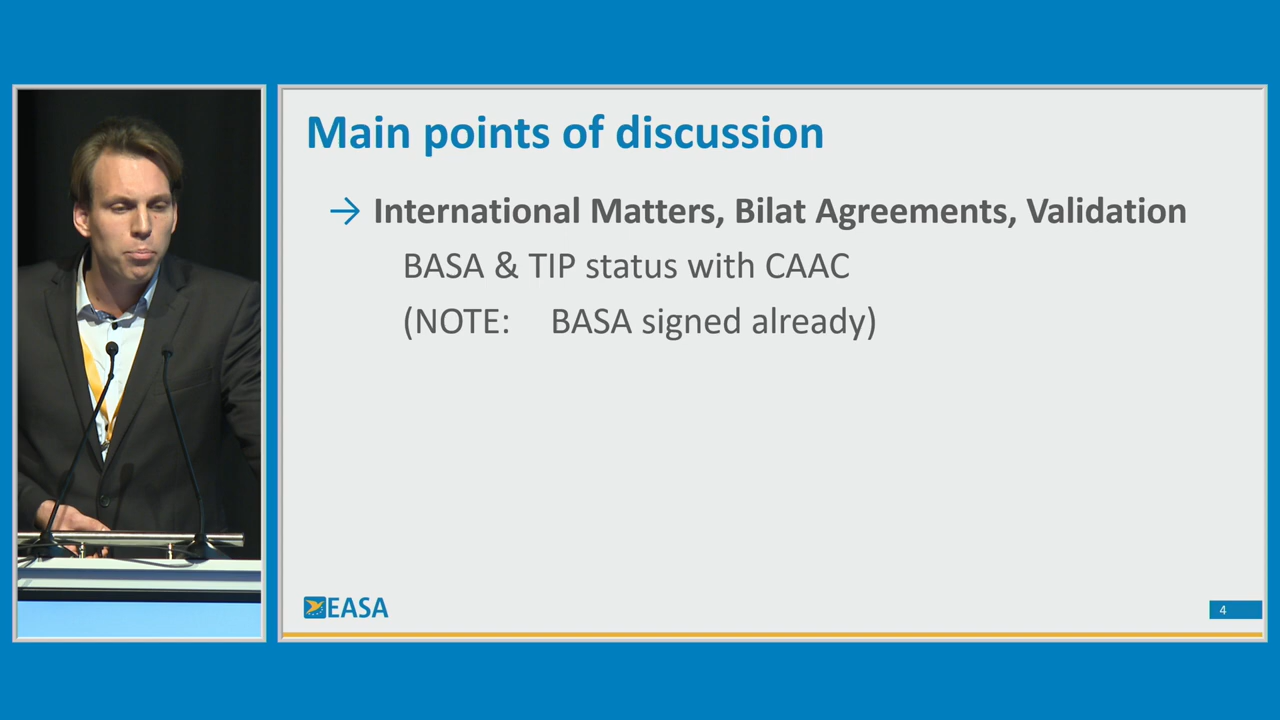 Main points of discussion
→ International Matters, Bilat Agreements, Validation
BASA & TIP status with CAAC
(NOTE: BASA signed already)
EASA
4